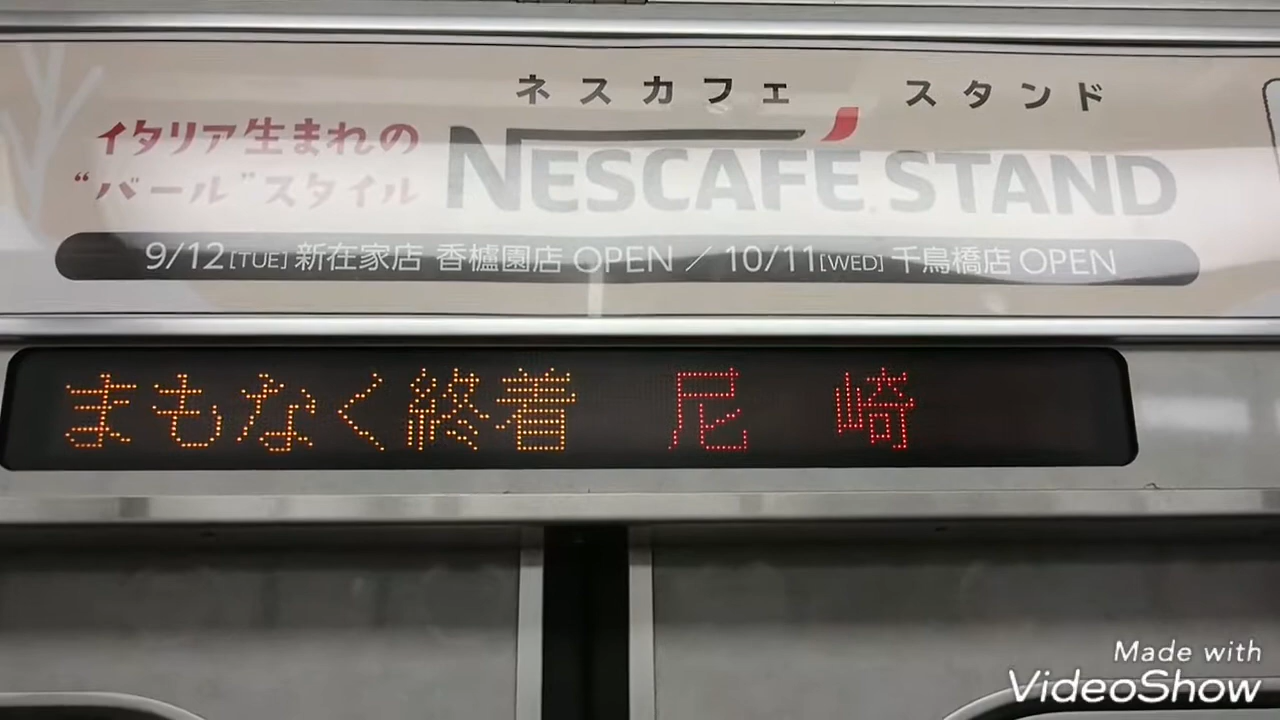 ネスカフェ スタンド
イタリア生まれの
“バール”スタイル
NESCAFÉ. STAND
9/12[TUE] 新在家店 香櫨園店 OPEN / 10/11[WED] 千鳥橋店 OPEN
まもなく終着 尼崎
Made with
VideoShow